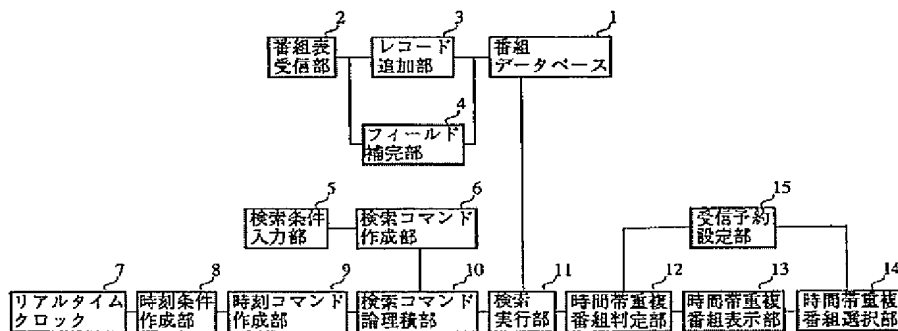 2
番組表
受信部
3
レコード
追加部
1
番組
データベース
4
フィールド
補完部
5
検索条件
入力部
6
検索コマンド
作成部
15
受信予約
設定部
7
リアルタイム
クロック
8
時刻条件
作成部
9
時刻コマンド
作成部
10
検索コマンド
論理積部
11
検索
実行部
12
時間帯重複
番組判定部
13
時間帯重複
番組表示部
14
時間帯重複
番組選択部